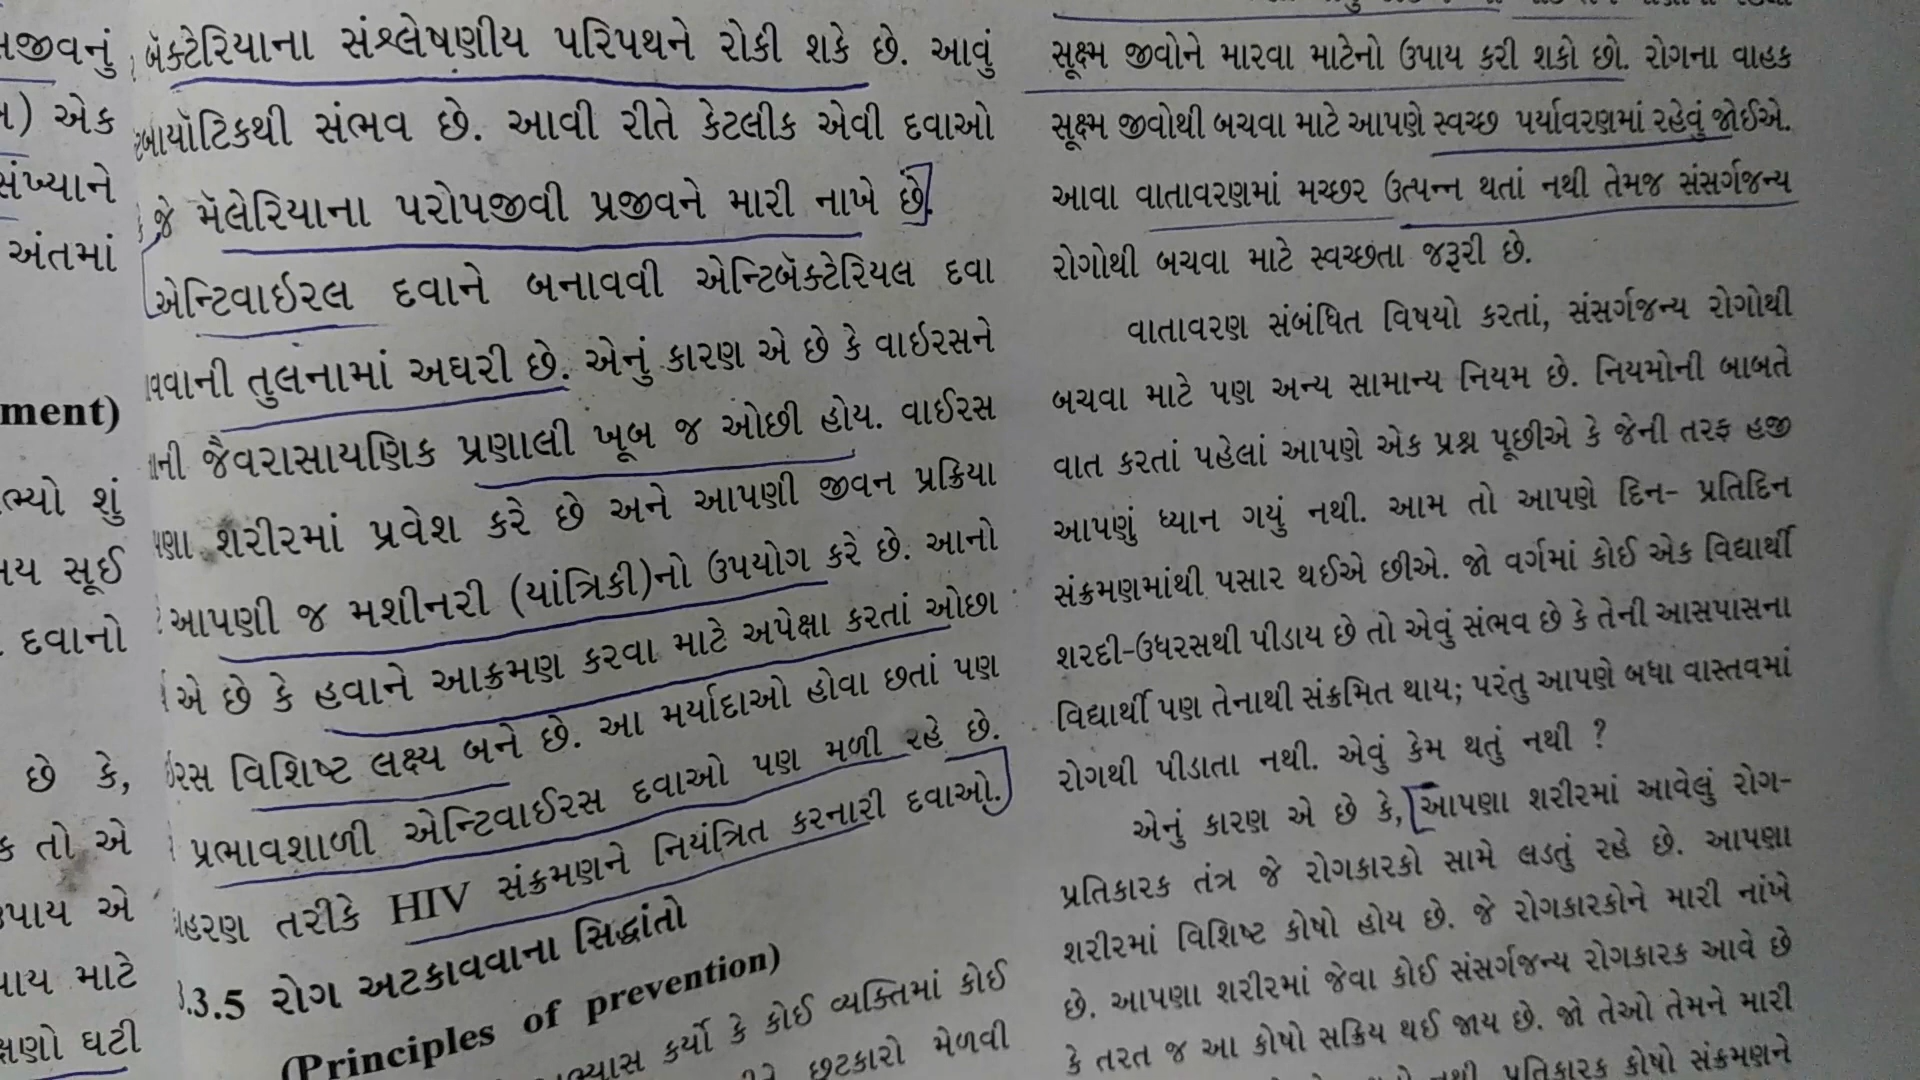 સજીવનું
એક
સંખ્યાને
અંતમાં
ment)
ભ્યો શું
સૂઈ
દવાનો
છે કે,
તો એ
ઉપાય એ
માટે
ઘટી
બૅક્ટેરિયાના સંશ્લેષણીય પરિપથને રોકી શકે છે. આવું
બાયૉટિકથી સંભવ છે. આવી રીતે કેટલીક એવી દવાઓ
જે મૅલેરિયાના પરોપજીવી પ્રજીવને મારી નાખે છે.
એન્ટિવાઇરલ દવાને બનાવવી એન્ટિબૅક્ટેરિયલ દવા
વવાની તુલનામાં અઘરી છે. એનું કારણ એ છે કે વાઇરસને
ની જૈવરાસાયણિક પ્રણાલી ખૂબ જ ઓછી હોય. વાઈરસ
પણા શરીરમાં પ્રવેશ કરે છે અને આપણી જીવન પ્રક્રિયા
આપણી જ મશીનરી (યાંત્રિકી)નો ઉપયોગ કરે છે. આનો
એ છે કે હવાને આક્રમણ કરવા માટે અપેક્ષા કરતાં ઓછા
ઈરસ વિશિષ્ટ લક્ષ્ય બને છે. આ મર્યાદાઓ હોવા છતાં પણ
પ્રભાવશાળી એન્ટિવાઈરસ દવાઓ પણ મળી રહે છે.
હરણ તરીકે HIV સંક્રમણને નિયંત્રિત કરનારી દવાઓ.
3.5 રોગ અટકાવવાના સિદ્ધાંતો
(Principles of prevention)
ભ્યાસ કર્યો કે કોઈ વ્યક્તિમાં કોઈ
છુટકારો મેળવી
સૂક્ષ્મ જીવોને મારવા માટેનો ઉપાય કરી શકો છો. રોગના વાહક
સૂક્ષ્મ જીવોથી બચવા માટે આપણે સ્વચ્છ પર્યાવરણમાં રહેવું જોઈએ.
આવા વાતાવરણમાં મચ્છર ઉત્પન્ન થતાં નથી તેમજ સંસર્ગજન્ય
રોગોથી બચવા માટે સ્વચ્છતા જરૂરી છે.
વાતાવરણ સંબંધિત વિષયો કરતાં, સંસર્ગજન્ય રોગોથી
બચવા માટે પણ અન્ય સામાન્ય નિયમ છે. નિયમોની બાબતે
વાત કરતાં પહેલાં આપણે એક પ્રશ્ન પૂછીએ કે જેની તરફ હજી
આપણું ધ્યાન ગયું નથી. આમ તો આપણે દિન- પ્રતિદિન
સંક્રમણમાંથી પસાર થઈએ છીએ. જો વર્ગમાં કોઈ એક વિદ્યાર્થી
શરદી-ઉધરસથી પીડાય છે તો એવું સંભવ છે કે તેની આસપાસના
વિદ્યાર્થી પણ તેનાથી સંક્રમિત થાય; પરંતુ આપણે બધા વાસ્તવમાં
રોગથી પીડાતા નથી. એવું કેમ થતું નથી ?
એનું કારણ એ છે કે, આપણા શરીરમાં આવેલું રોગ-
પ્રતિકારક તંત્ર જે રોગકારકો સામે લડતું રહે છે. આપણા
શરીરમાં વિશિષ્ટ કોષો હોય છે. જે રોગકારકોને મારી નાંખે
છે. આપણા શરીરમાં જેવા કોઈ સંસર્ગજન્ય રોગકારક આવે છે
કે તરત જ આ કોષો સક્રિય થઈ જાય છે. જો તેઓ તેમને મારી
નથી પ્રતિકારક કોષો સંક્રમણને